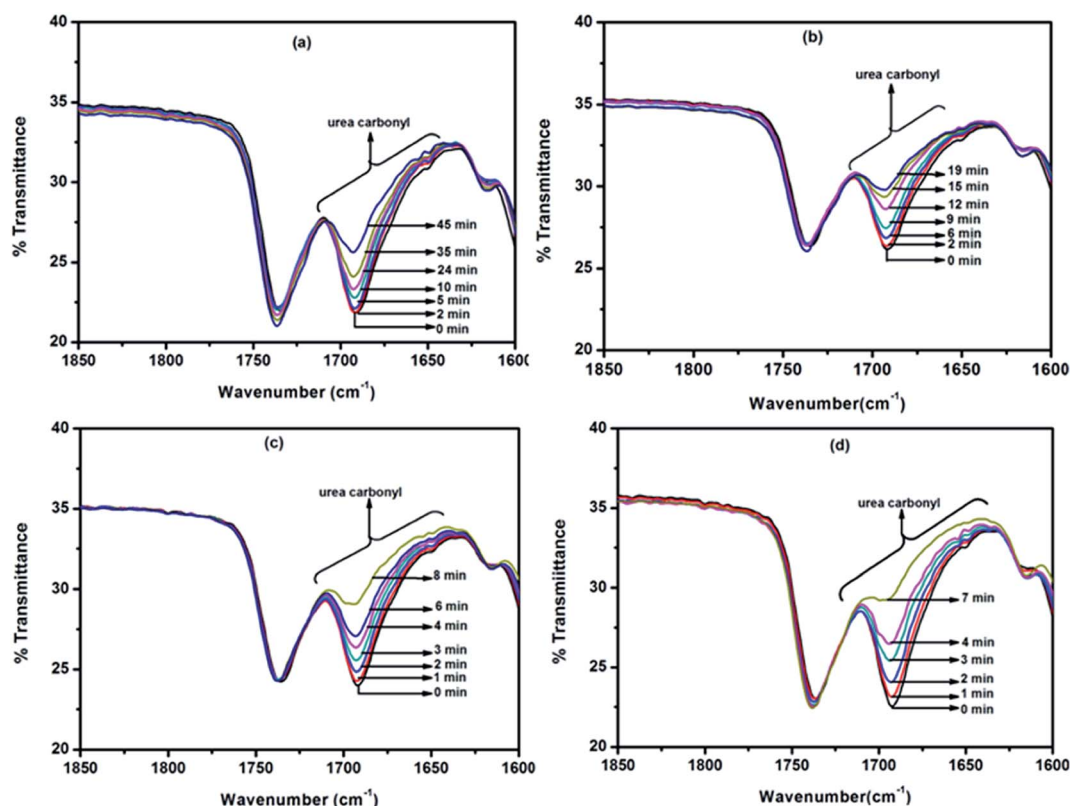 (a)
40
35
30
25
20
% Transmittance
urea carbonyl
45 min
35 min
24 min
10 min
5 min
2 min
0 min
1850 1800 1750 1700 1650 1600
Wavenumber (cm-1)
(b)
40
35
30
25
20
% Transmittance
urea carbonyl
19 min
15 min
12 min
9 min
6 min
2 min
0 min
1850 1800 1750 1700 1650 1600
Wavenumber(cm-1)
(c)
40
35
30
25
20
% Transmittance
urea carbonyl
8 min
6 min
4 min
3 min
2 min
1 min
0 min
1850 1800 1750 1700 1650 1600
Wavenumber (cm-1)
(d)
40
35
30
25
20
% Transmiittance
urea carbonyl
7 min
4 min
3 min
2 min
1 min
0 min
1850 1800 1750 1700 1650 1600
Wavenumber(cm-1)